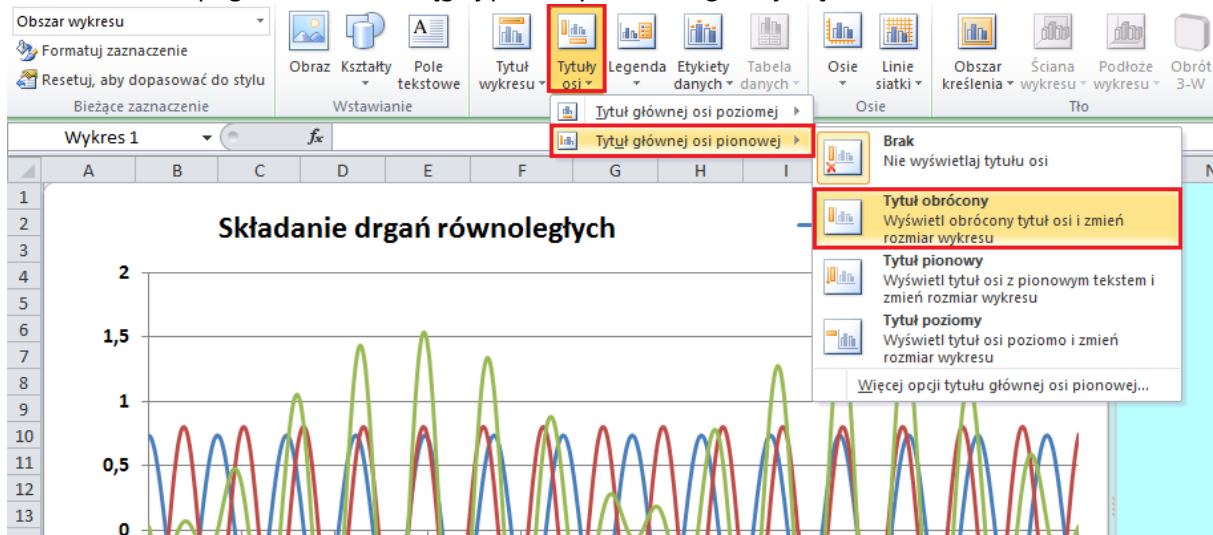 Obszar wykresu
Formatuj zaznaczenie
Resetuj, aby dopasować do stylu
Bieżące zaznaczenie
Obraz Kształty Pole tekstowe
Wstawianie
Tytuł wykresu
Tytuły osi
Legenda
Etykiety danych
Tabela danych
Osie
Linie siatki
Osie
Obszar kreślenia
Ściana wykresu
Podłoże wykresu
Obrót 3-W
Tło
Tytuł głównej osi poziomej
Tytuł głównej osi pionowej
Brak
Nie wyświetlaj tytułu osi
Tytuł obrócony
Wyświetl obrócony tytuł osi i zmień
rozmiar wykresu
Tytuł pionowy
Wyświetl tytuł osi z pionowym tekstem i
zmień rozmiar wykresu
Tytuł poziomy
Wyświetl tytuł osi poziomo i zmień
rozmiar wykresu
Więcej opcji tytułu głównej osi pionowej...
Wykres 1
fx
A B C D E F G H I
1
2
3
4
5
6
7
8
9
10
11
12
13
Składanie drgań równoległych
2
1,5
1
0,5
0